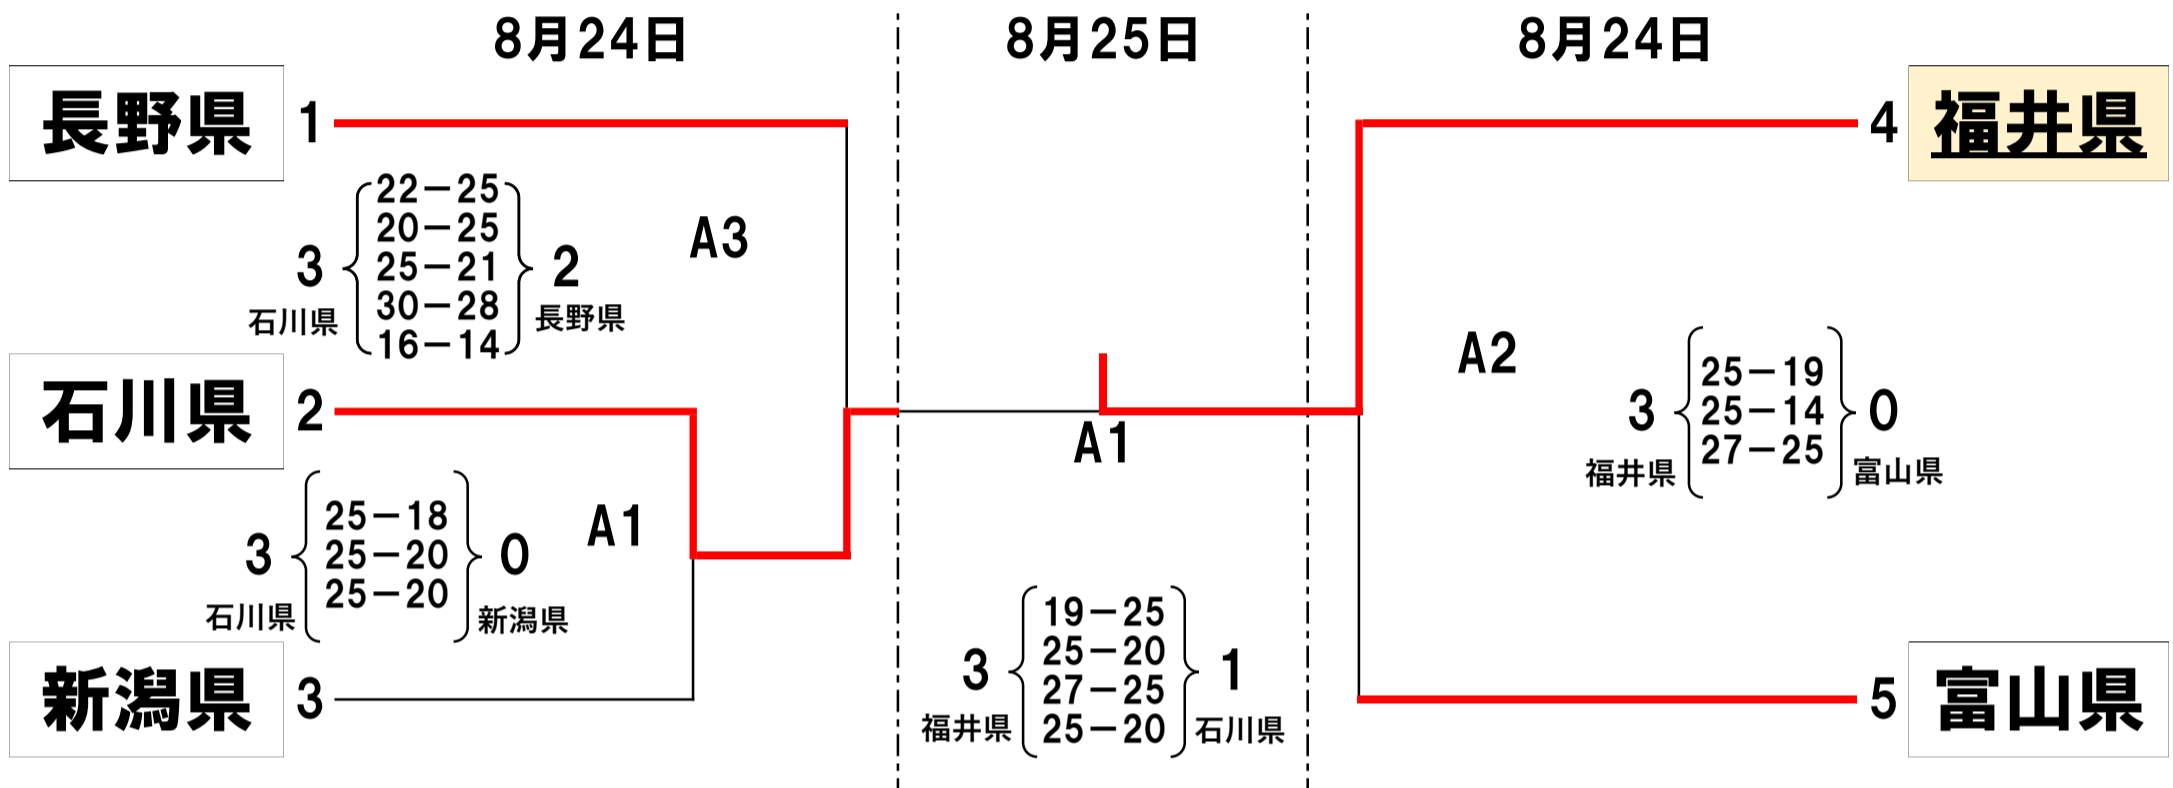 8月24日
8月25日
8月24日
長野県 1
4 福井県
22－25
20－25
3 25－21 2
30－28
16－14
石川県
長野県
A3
石川県 2
A2
25－19
3 25－14 0
27－25
福井県
富山県
A1
25－18
3 25－20 0
25－20
石川県
新潟県
A1
19－25
25－20
3 27－25 1
25－20
福井県
石川県
新潟県 3
5 富山県